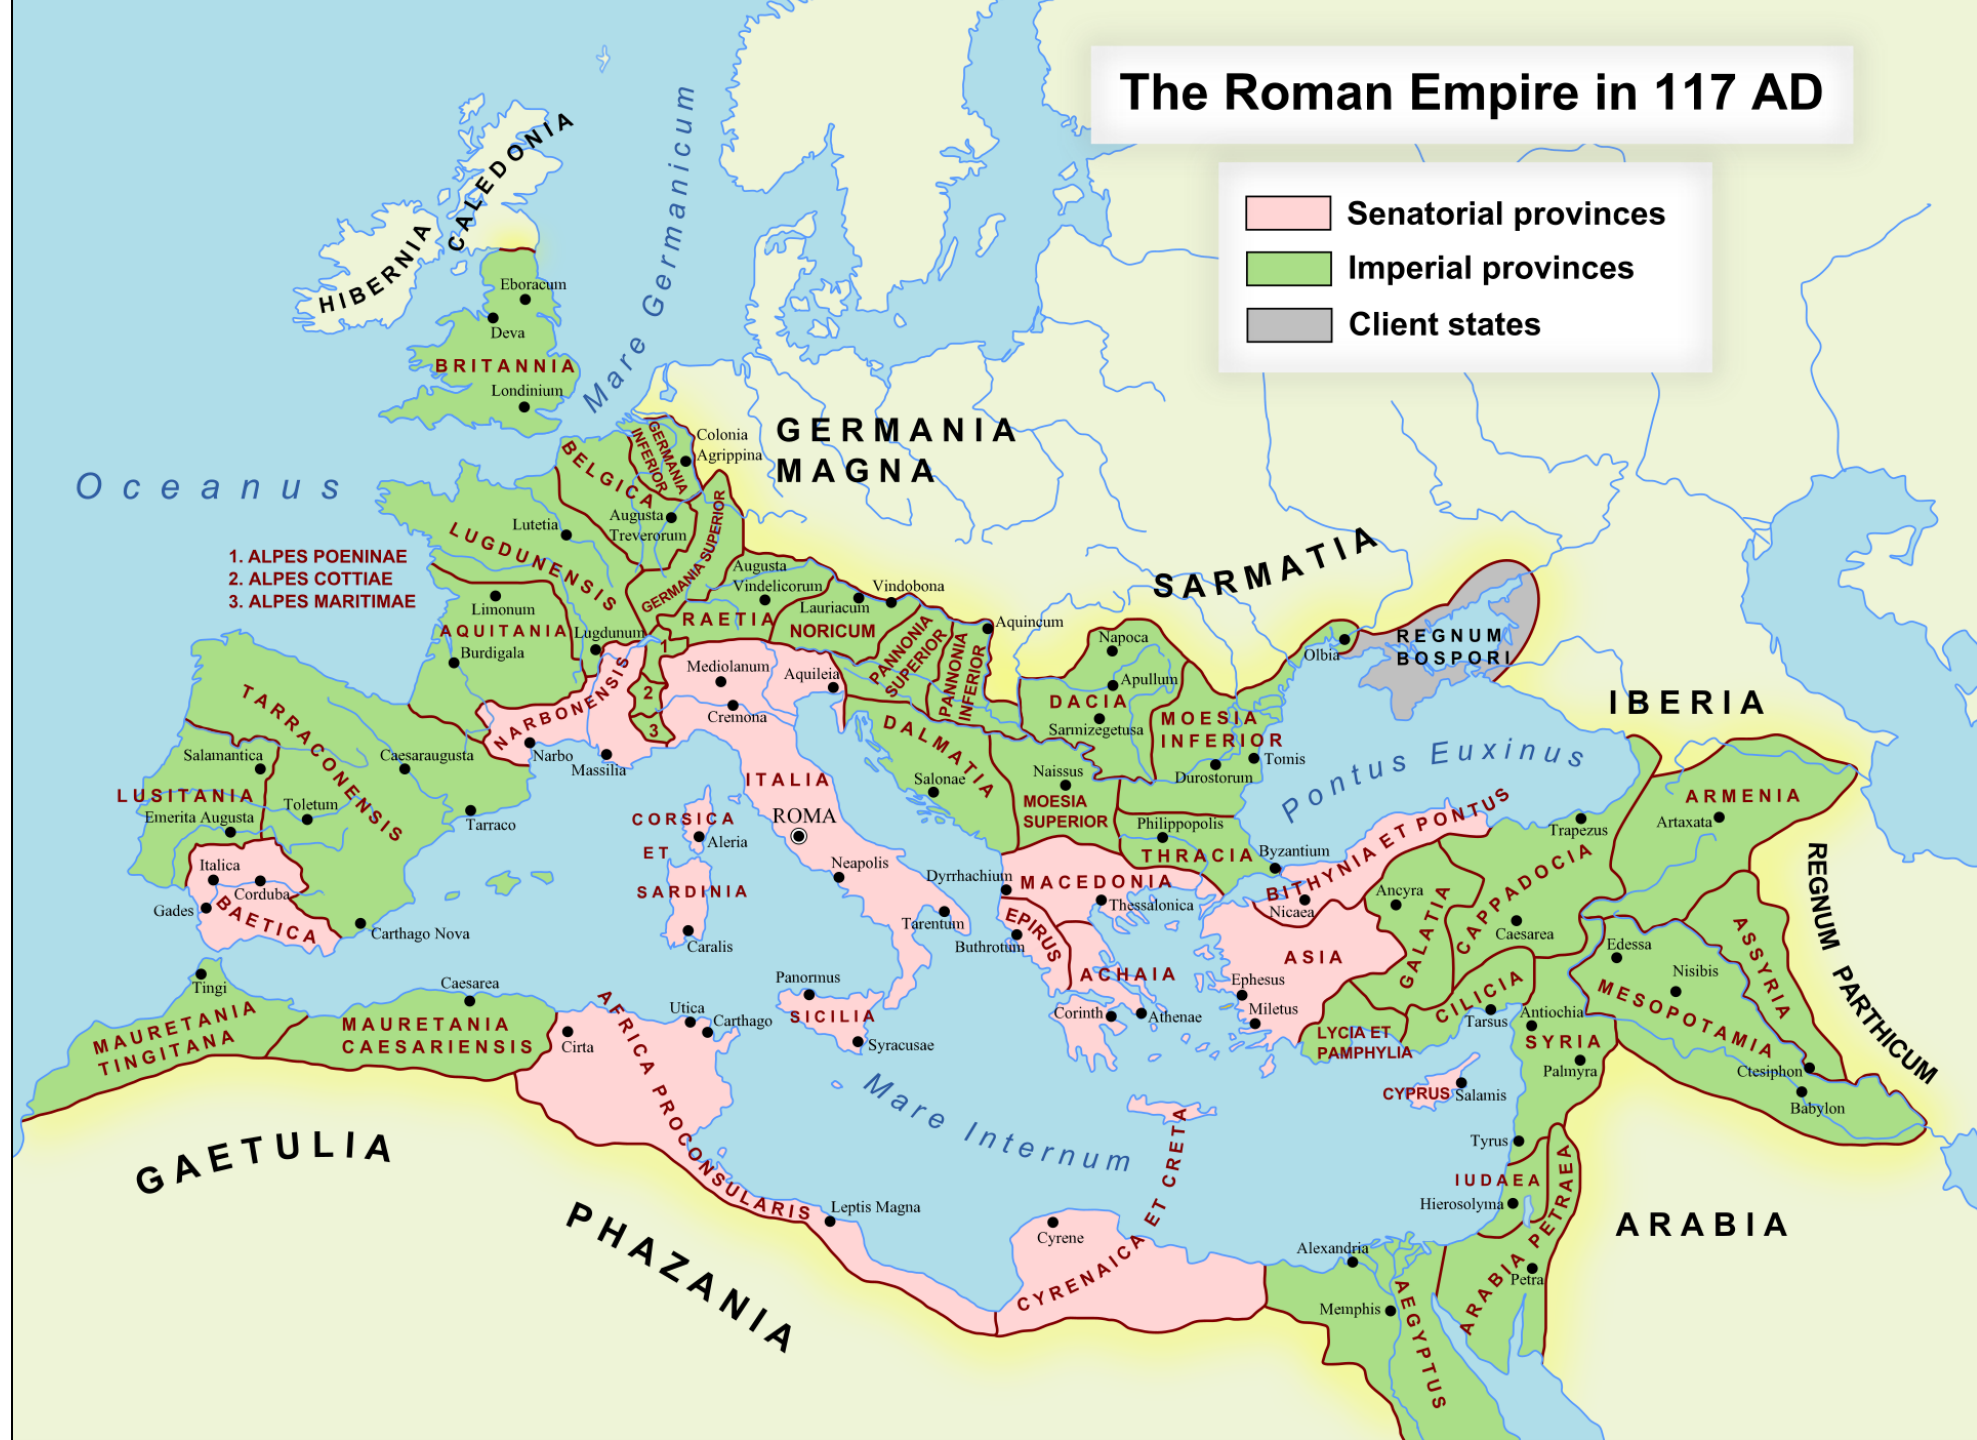 The Roman Empire in 117 AD
Senatorial provinces
Imperial provinces
Client states
CALEDONIA
HIBERNIA
Mare Germanicum
Eboracum
Deva
BRITANNIA
Londinium
Oceanus
GERMANIA
MAGNA
Colonia
Agrippina
GERMANIA
INFERIOR
BELGICA
Augusta
Treverorum
Lutetia
LUGDUNENSIS
GERMANIA SUPERIOR
1. ALPES POENINAE
2. ALPES COTTIAE
3. ALPES MARITIMAE
Augusta
Vindelicorum
Vindobona
Lauriacum
Limonum
AQUITANIA
Burdigala
Lugdunum
RAETIA
NORICUM
PANNONIA
SUPERIOR
PANNONIA
INFERIOR
Aquincum
1
2
3
SARMATIA
Napoca
Apullum
DACIA
Sarmizegetusa
Olbia
REGNUM
BOSPORI
IBERIA
MOESIA
INFERIOR
Durostorum
Tomis
Pontus Euxinus
Mediolanum
Aquileia
Cremona
NARBONENSIS
Narbo
Massilia
TARRACONENSIS
Salamantica
Caesaraugusta
LUSITANIA
Toletum
Emerita Augusta
Tarraco
Italica
Corduba
Gades
BAETICA
Carthago Nova
ITALIA
ROMA
CORSICA
ET
SARDINIA
Aleria
Caralis
Neapolis
Tarentum
DALMATIA
Salonae
Naissus
MOESIA
SUPERIOR
Philippopolis
THRACIA
Byzantium
Dyrrhachium
MACEDONIA
Thessalonica
EPIRUS
Buthrotum
ACHAIA
Corinth
Athenae
BITHYNIA ET PONTUS
Nicaea
Ancyra
GALATIA
CAPPADOCIA
Trapezus
Caesarea
ARMENIA
Artaxata
REGNUM PARTHICUM
ASIA
Ephesus
Miletus
LYCIA ET
PAMPHYLIA
CILICIA
Tarsus
Antiochia
SYRIA
Palmyra
Edessa
Nisibis
MESOPOTAMIA
ASSYRIA
Ctesiphon
Babylon
CYPRUS
Salamis
Tyrus
IUDAEA
Hierosolyma
ARABIA PETRAEA
Petra
ARABIA
Tingi
MAURETANIA
TINGITANA
Caesarea
MAURETANIA
CAESARIENSIS
Cirta
Utica
Carthago
AFRICA PROCONSULARIS
Panormus
SICILIA
Syracusae
Mare Internum
GAETULIA
PHAZANIA
Leptis Magna
Cyrene
CYRENAICA ET CRETA
Alexandria
Memphis
AEGYPTUS